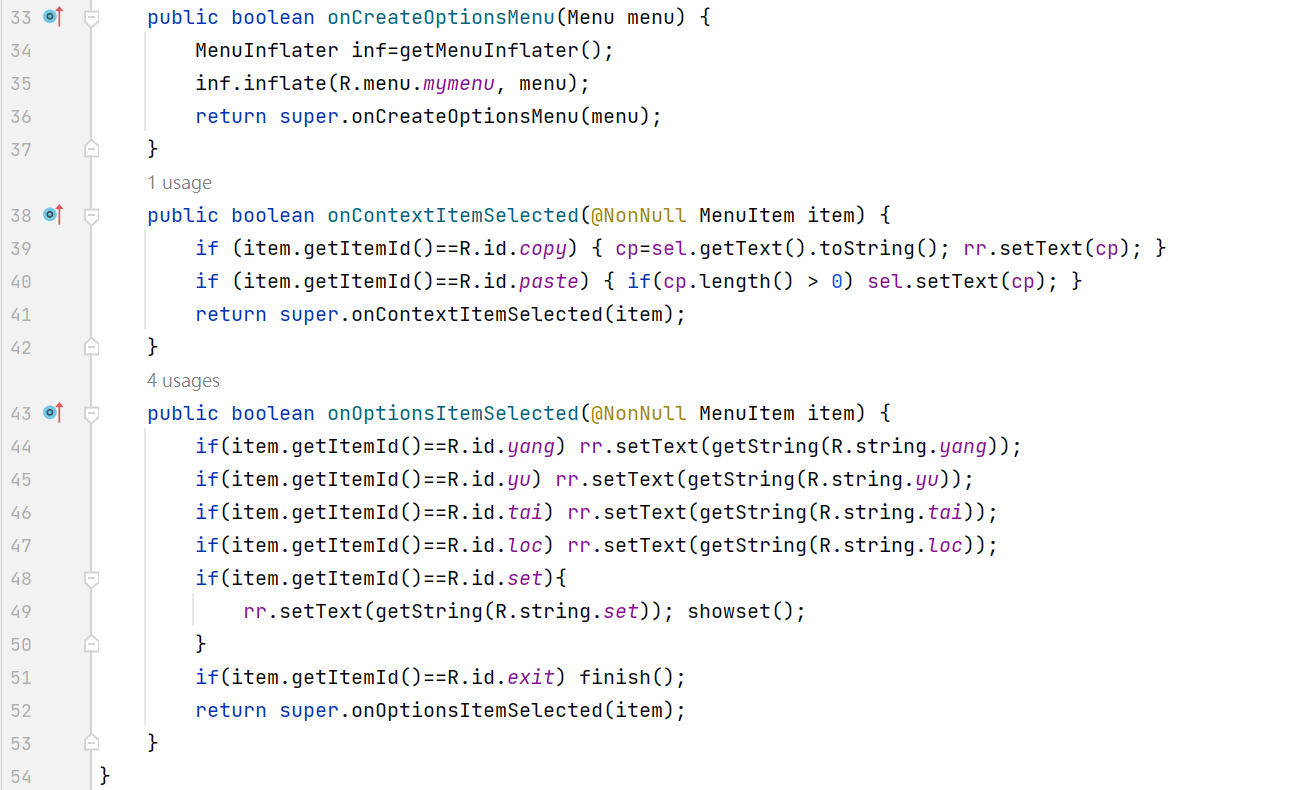 33 public boolean onCreateOptionsMenu(Menu menu) {
34 MenuInflater inf=getMenuInflater();
35 inf.inflate(R.menu.mymenu, menu);
36 return super.onCreateOptionsMenu(menu);
37 }
1 usage
38 public boolean onContextItemSelected(@NonNull MenuItem item) {
39 if (item.getItemId()==R.id.copy) { cp=sel.getText().toString(); rr.setText(cp); }
40 if (item.getItemId()==R.id.paste) { if(cp.length() > 0) sel.setText(cp); }
41 return super.onContextItemSelected(item);
42 }
4 usages
43 public boolean onOptionsItemSelected(@NonNull MenuItem item) {
44 if(item.getItemId()==R.id.yang) rr.setText(getString(R.string.yang));
45 if(item.getItemId()==R.id.yu) rr.setText(getString(R.string.yu));
46 if(item.getItemId()==R.id.tai) rr.setText(getString(R.string.tai));
47 if(item.getItemId()==R.id.loc) rr.setText(getString(R.string.loc));
48 if(item.getItemId()==R.id.set){
49 rr.setText(getString(R.string.set)); showset();
50 }
51 if(item.getItemId()==R.id.exit) finish();
52 return super.onOptionsItemSelected(item);
53 }
54 }